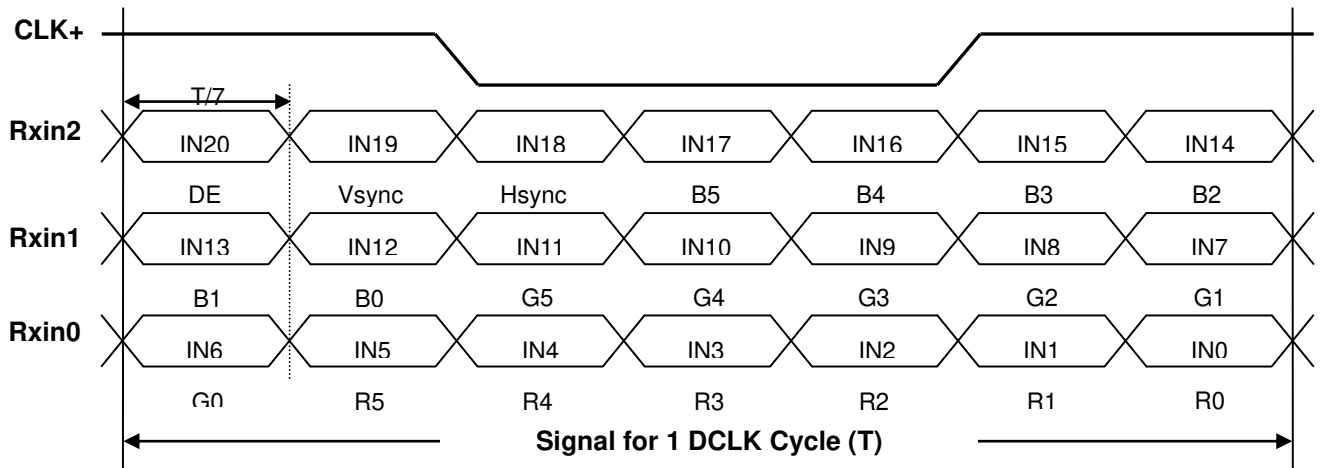 CLK+
T/7
Rxin2 IN20 IN19 IN18 IN17 IN16 IN15 IN14
DE Vsync Hsync B5 B4 B3 B2
Rxin1 IN13 IN12 IN11 IN10 IN9 IN8 IN7
B1 B0 G5 G4 G3 G2 G1
Rxin0 IN6 IN5 IN4 IN3 IN2 IN1 IN0
G0 R5 R4 R3 R2 R1 R0
Signal for 1 DCLK Cycle (T)